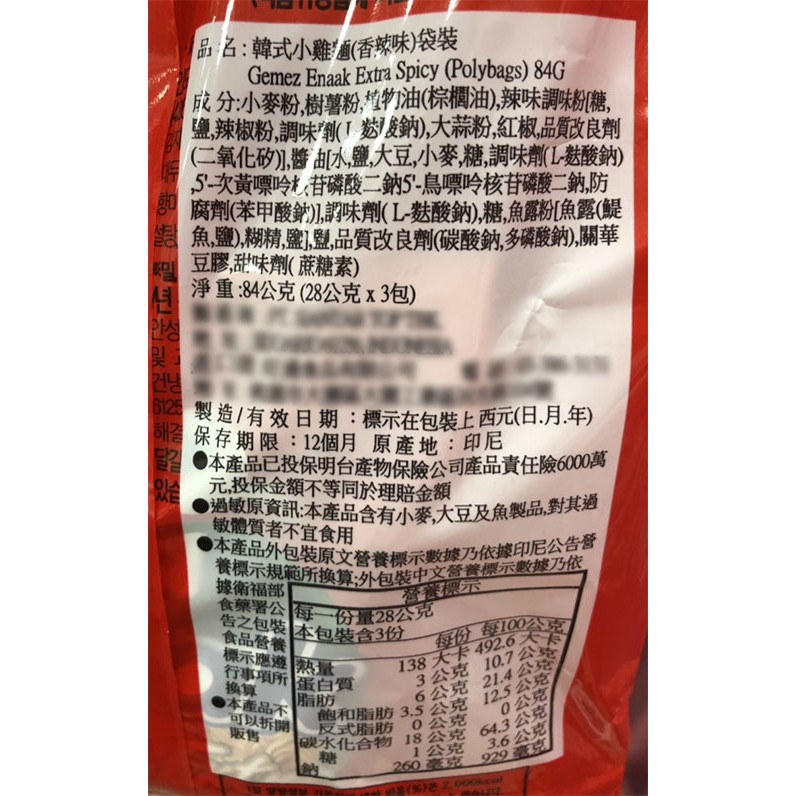 品 名：韓式小雞麵(香辣味)袋裝
Gemez Enaak Extra Spicy (Polybags) 84G
成 分:小麥粉,樹薯粉,植物油(棕櫚油),辣味調味粉[糖,
鹽,辣椒粉,調味劑(L-麩酸鈉),大蒜粉,紅椒,品質改良劑
(二氧化矽)],醬油[水,鹽,大豆,小麥,糖,調味劑(L-麩酸鈉)
,5'-次黃嘌呤核苷磷酸二鈉5'-鳥嘌呤核苷磷酸二鈉,防
腐劑(苯甲酸鈉)],調味劑( L-麩酸鈉),糖,魚露粉[魚露(鯷
魚,鹽),糊精,鹽],鹽,品質改良劑(碳酸鈉,多磷酸鈉),關華
豆膠,甜味劑( 蔗糖素)
淨 重:84公克 (28公克 x 3包)
製造/有效日期：標示在包裝上 西元(日.月.年)
保存期限：12個月 原產地：印尼
●本產品已投保明台產物保險公司產品責任險6000萬
元,投保金額不等同於理賠金額
●過敏原資訊:本產品含有小麥,大豆及魚製品,對其過
敏體質者不宜食用
●本產品外包裝原文營養標示數據乃依據印尼公告營
養標示規範所換算;外包裝中文營養標示數據乃依
據衛福部
食藥署公
告之包裝
食品營養
標示應遵
行事項所
換算
●本產品不
可以拆開
販售
營養標示
每一份量28公克
本包裝含3份
每份 每100公克
熱量 138 大卡 492.6 大卡
蛋白質 3 公克 10.7 公克
脂肪 6 公克 21.4 公克
飽和脂肪 3.5 公克 12.5 公克
反式脂肪 0 公克 0 公克
碳水化合物 18 公克 64.3 公克
糖 1 公克 3.6 公克
鈉 260 毫克 929 毫克